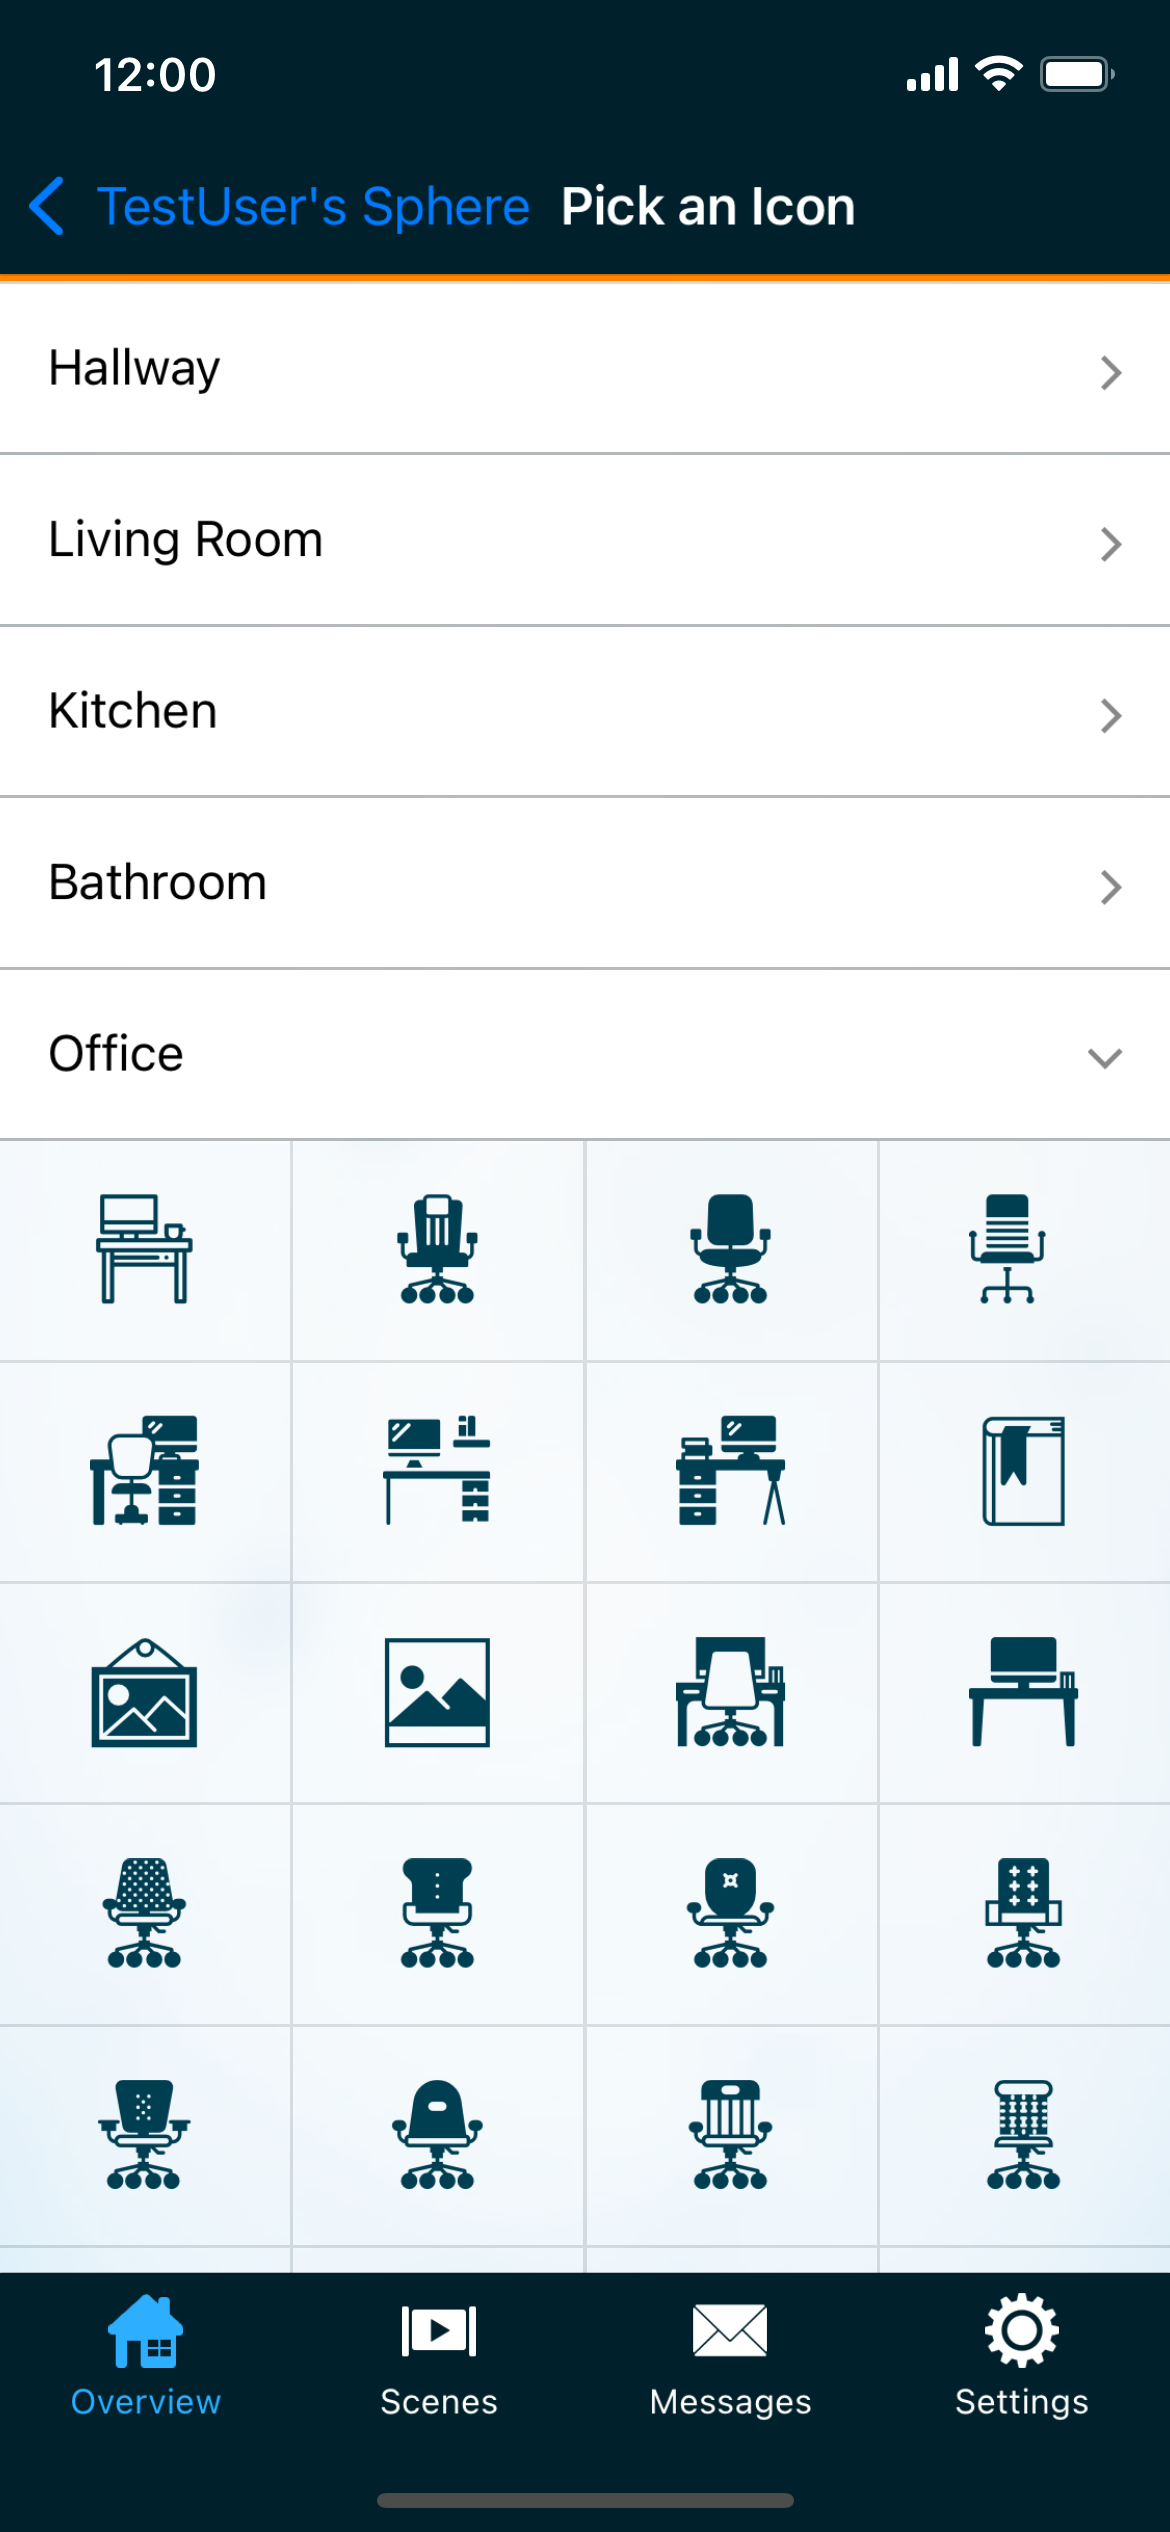 12:00
TestUser's Sphere Pick an Icon
Hallway
Living Room
Kitchen
Bathroom
Office
Overview Scenes Messages Settings